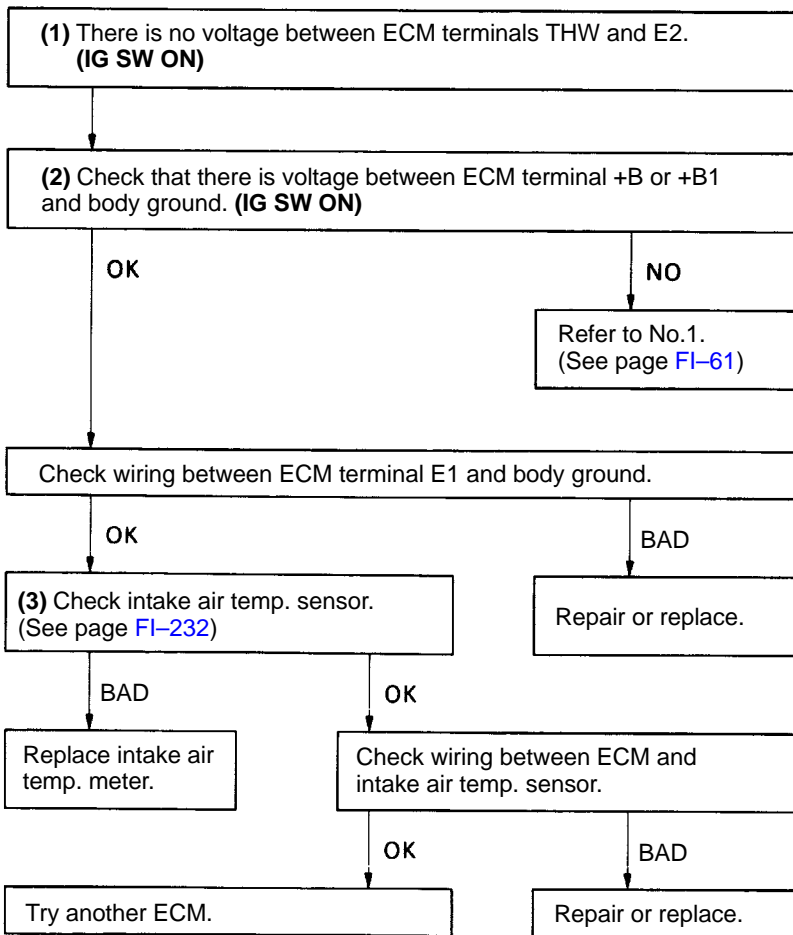 (1) There is no voltage between ECM terminals THW and E2.
(IG SW ON)
(2) Check that there is voltage between ECM terminal +B or +B1
and body ground. (IG SW ON)
OK
NO
Refer to No.1.
(See page FI–61)
Check wiring between ECM terminal E1 and body ground.
OK
BAD
(3) Check intake air temp. sensor.
(See page FI–232)
Repair or replace.
BAD
OK
Replace intake air
temp. meter.
Check wiring between ECM and
intake air temp. sensor.
OK
BAD
Try another ECM.
Repair or replace.